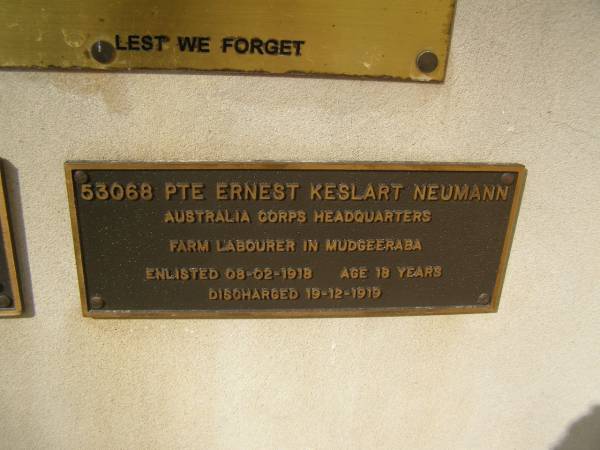 LEST WE FORGET
53068 PTE ERNEST KESLART NEUMANN
AUSTRALIA CORPS HEADQUARTERS
FARM LABOURER IN MUDGEERABA
ENLISTED 08-02-1918 AGE 18 YEARS
DISCHARGED 19-12-1919